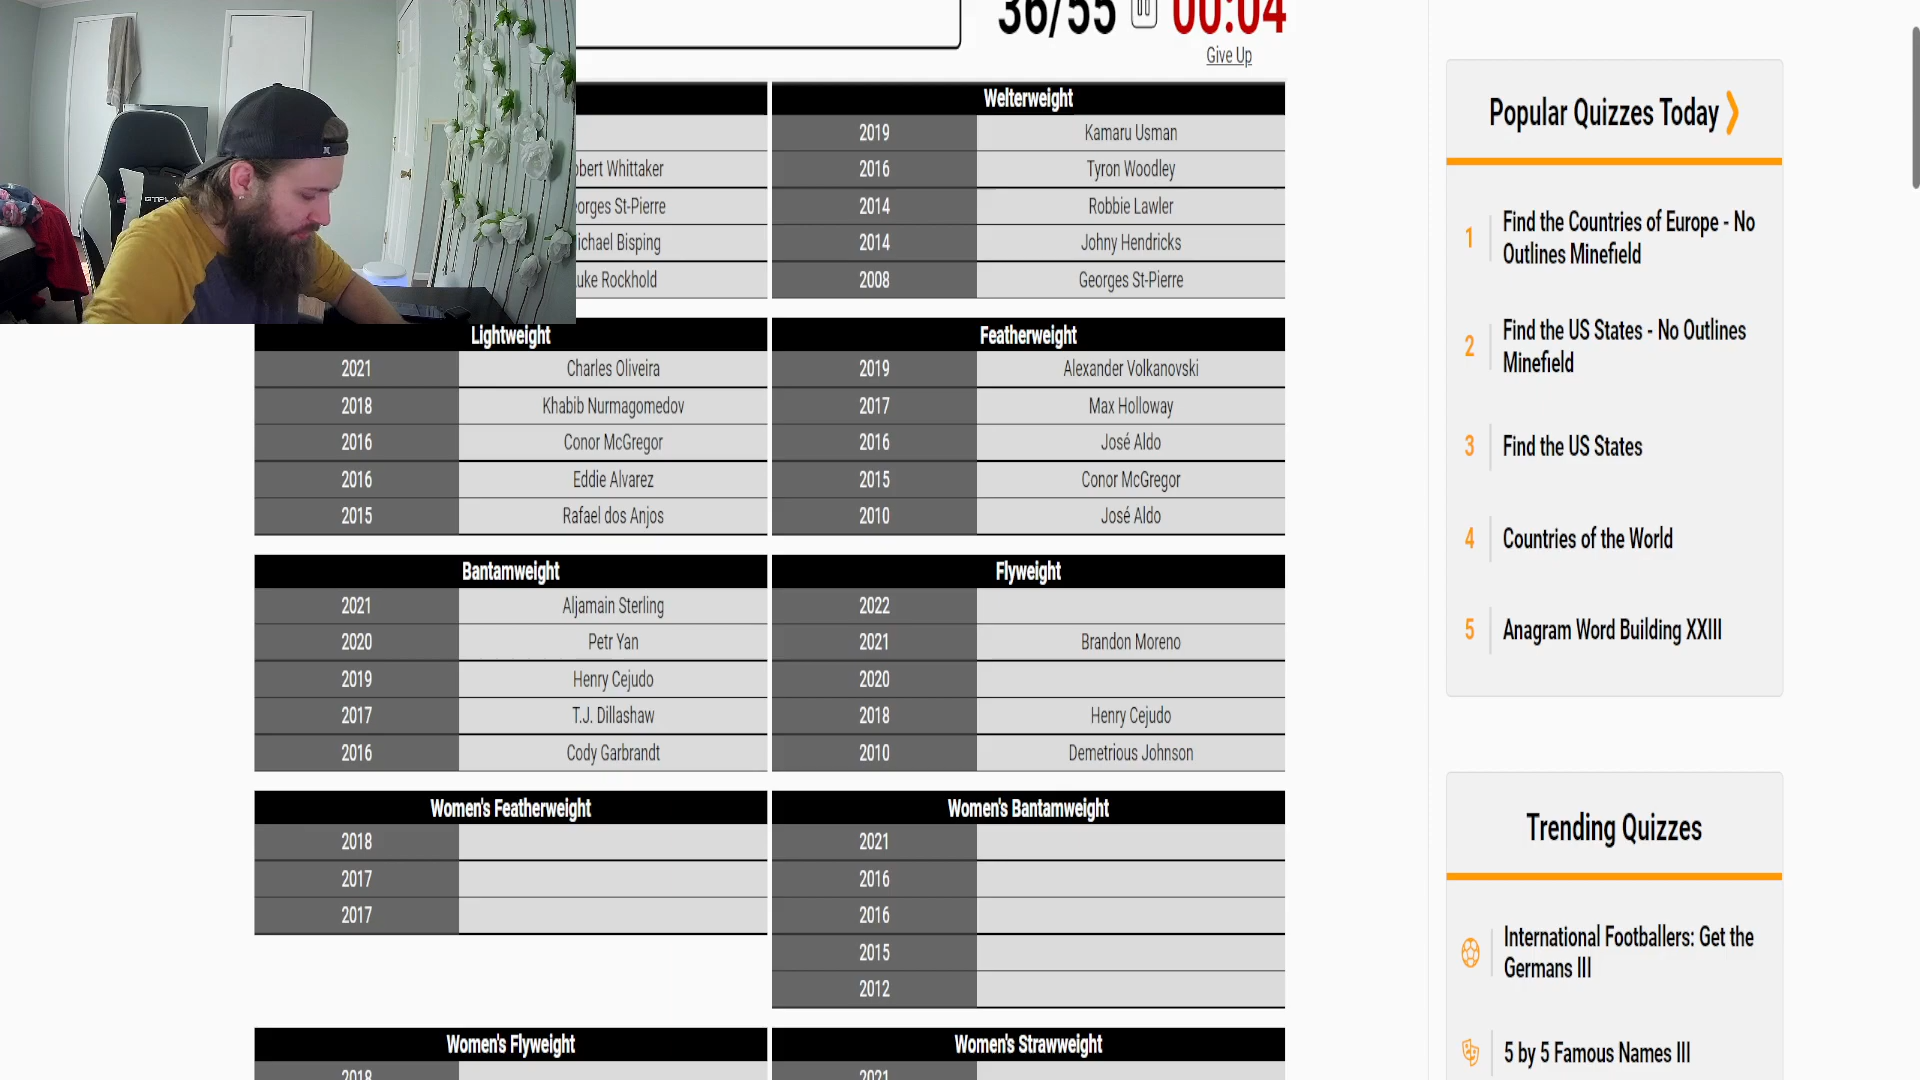 36/55 00:04
Give Up
Welterweight
2019 Kamaru Usman
2016 Tyron Woodley
2014 Robbie Lawler
2014 Johny Hendricks
2008 Georges St-Pierre
Whittaker
St-Pierre
Bisping
Rockhold
Lightweight
2021 Charles Oliveira
2018 Khabib Nurmagomedov
2016 Conor McGregor
2016 Eddie Alvarez
2015 Rafael dos Anjos
Featherweight
2019 Alexander Volkanovski
2017 Max Holloway
2016 José Aldo
2015 Conor McGregor
2010 José Aldo
Bantamweight
2021 Aljamain Sterling
2020 Petr Yan
2019 Henry Cejudo
2017 T.J. Dillashaw
2016 Cody Garbrandt
Flyweight
2022
2021 Brandon Moreno
2020
2018 Henry Cejudo
2010 Demetrious Johnson
Women's Featherweight
2018
2017
2017
Women's Bantamweight
2021
2016
2016
2015
2012
Women's Flyweight
2018
Women's Strawweight
2021
Popular Quizzes Today
1 Find the Countries of Europe - No
Outlines Minefield
2 Find the US States - No Outlines
Minefield
3 Find the US States
4 Countries of the World
5 Anagram Word Building XXIII
Trending Quizzes
International Footballers: Get the
Germans III
5 by 5 Famous Names III